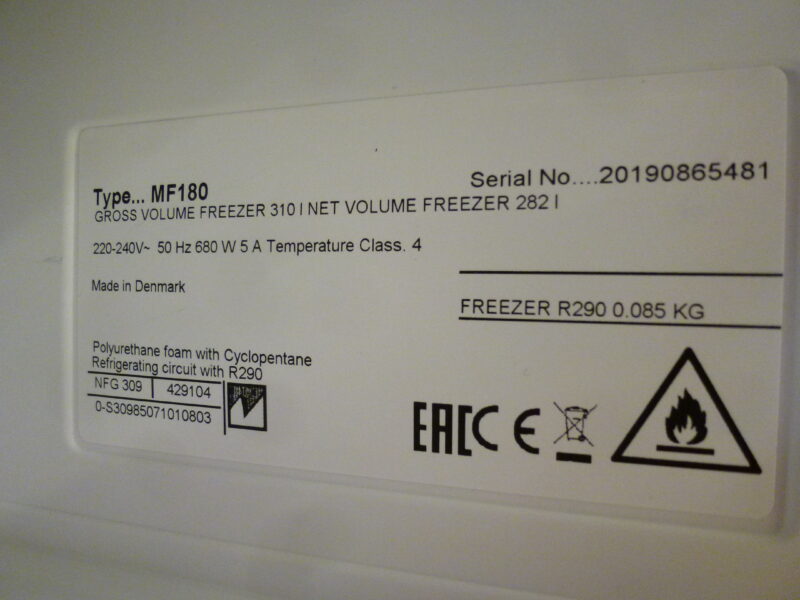 Type... MF180
Serial No....20190865481
GROSS VOLUME FREEZER 310 l NET VOLUME FREEZER 282 l
220-240V~ 50 Hz 680 W 5 A Temperature Class. 4
Made in Denmark
FREEZER R290 0.085 KG
Polyurethane foam with Cyclopentane
Refrigerating circuit with R290
NFG 309 429104
0-S30985071010803
EAC CE